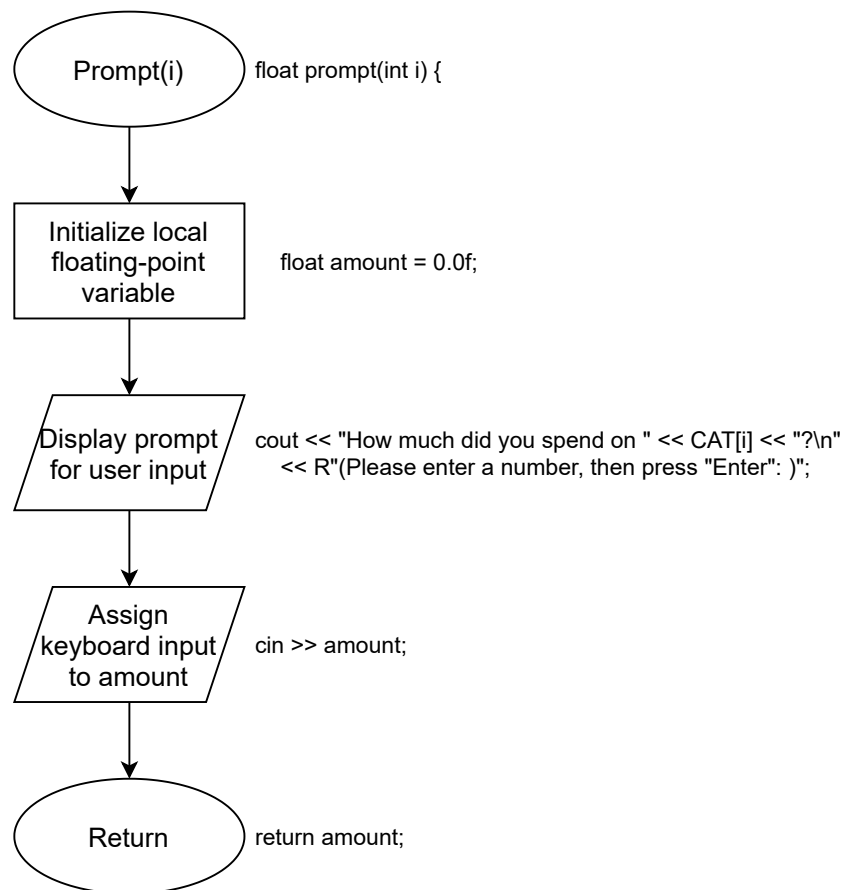 Prompt(i)
float prompt(int i) {
Initialize local
floating-point
variable
float amount = 0.0f;
Display prompt
for user input
cout << "How much did you spend on " << CAT[i] << "?\n"
<< R"(Please enter a number, then press "Enter": )";
Assign
keyboard input
to amount
cin >> amount;
Return
return amount;